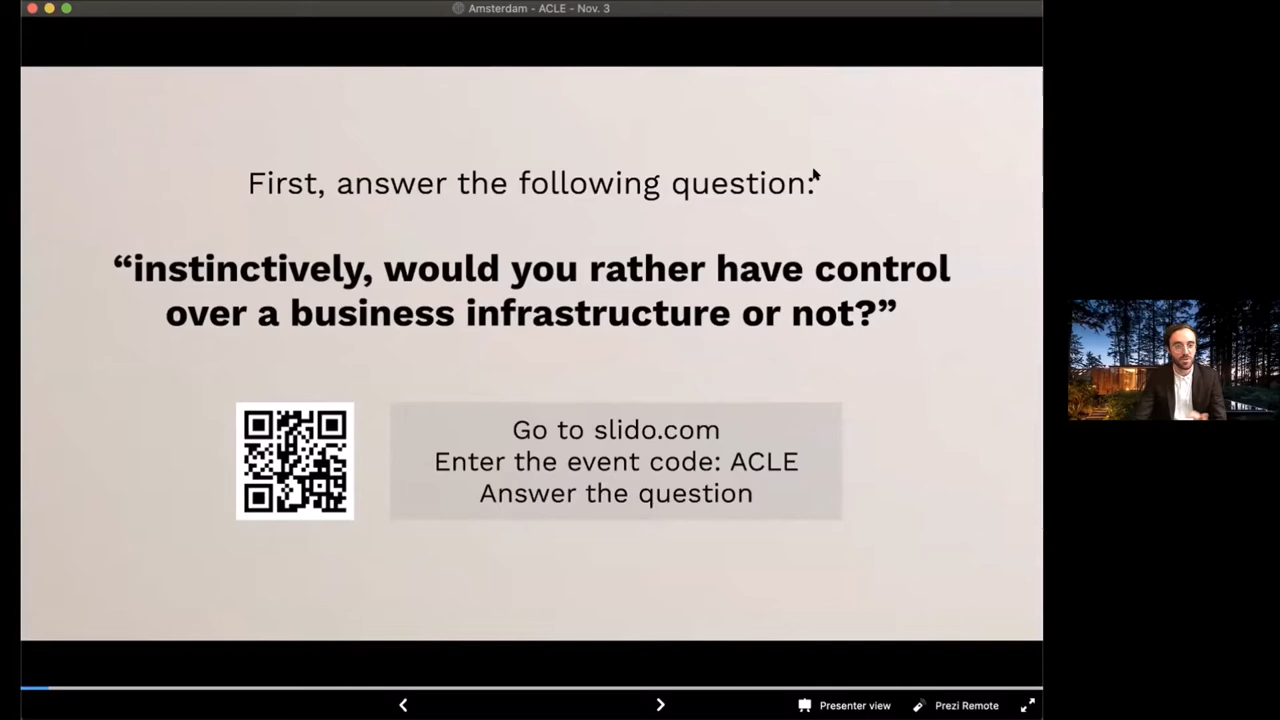 Amsterdam - ACLE - Nov. 3
First, answer the following question:
“instinctively, would you rather have control
over a business infrastructure or not?”
Go to slido.com
Enter the event code: ACLE
Answer the question
Presenter view
Prezi Remote